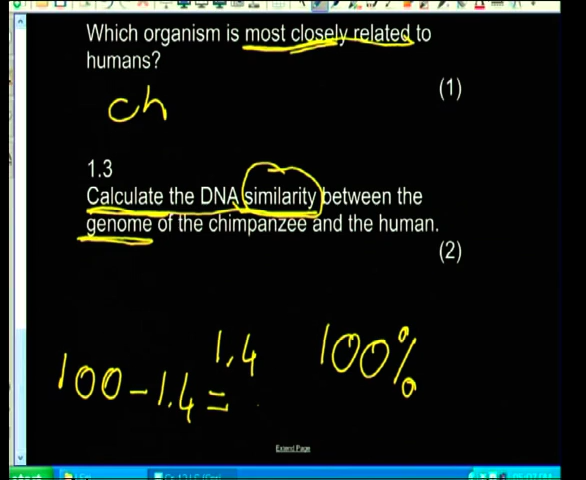 Which organism is most closely related to
humans?
(1)
ch
1.3
Calculate the DNA similarity between the
genome of the chimpanzee and the human.
(2)
1.4
100%
100-1.4=
Extend Page